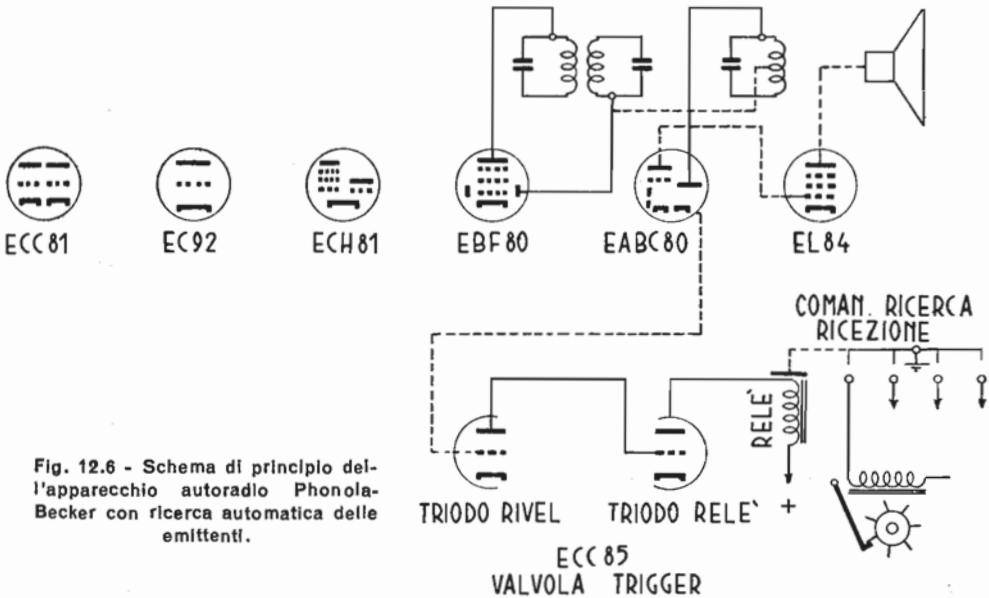 ECC81
EC92
ECH81
EBF80
EABC80
EL84
COMAN. RICERCA
RICEZIONE
RELÈ
+
TRIODO RIVEL
TRIODO RELE`
ECC85
VALVOLA TRIGGER
Fig. 12.6 - Schema di principio del-
l'apparecchio autoradio Phonola-
Becker con ricerca automatica delle
emittenti.